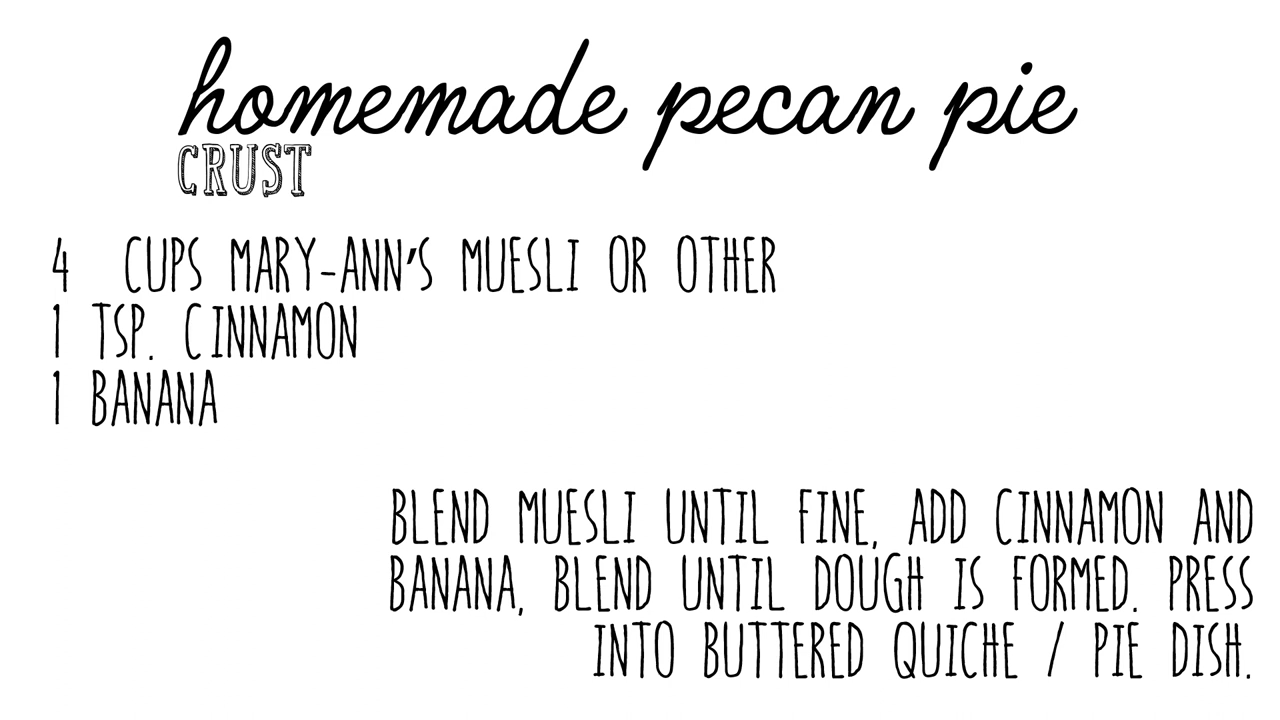 homemade pecan pie
CRUST
4 CUPS MARY-ANN'S MUESLI OR OTHER
1 TSP. CINNAMON
1 BANANA
BLEND MUESLI UNTIL FINE, ADD CINNAMON AND
BANANA, BLEND UNTIL DOUGH IS FORMED. PRESS
INTO BUTTERED QUICHE / PIE DISH.